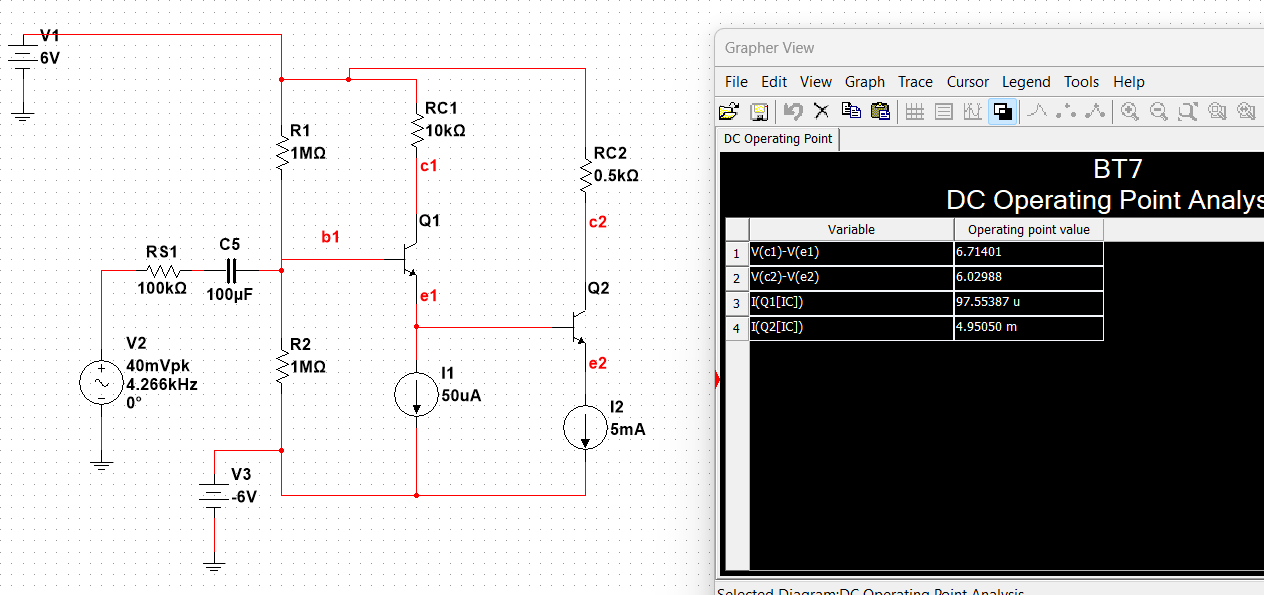 V1
6V
R1
1MΩ
RC1
10kΩ
c1
RC2
0.5kΩ
c2
Q1
b1
RS1
100kΩ
C5
100µF
e1
Q2
V2
40mVpk
4.266kHz
0°
R2
1MΩ
I1
50uA
e2
I2
5mA
V3
-6V
Grapher View
File Edit View Graph Trace Cursor Legend Tools Help
DC Operating Point
BT7
DC Operating Point Analys
Variable Operating point value
1 V(c1)-V(e1) 6.71401
2 V(c2)-V(e2) 6.02988
3 I(Q1[IC]) 97.55387 u
4 I(Q2[IC]) 4.95050 m
Selected Diagram:DC Operating Point Analysis